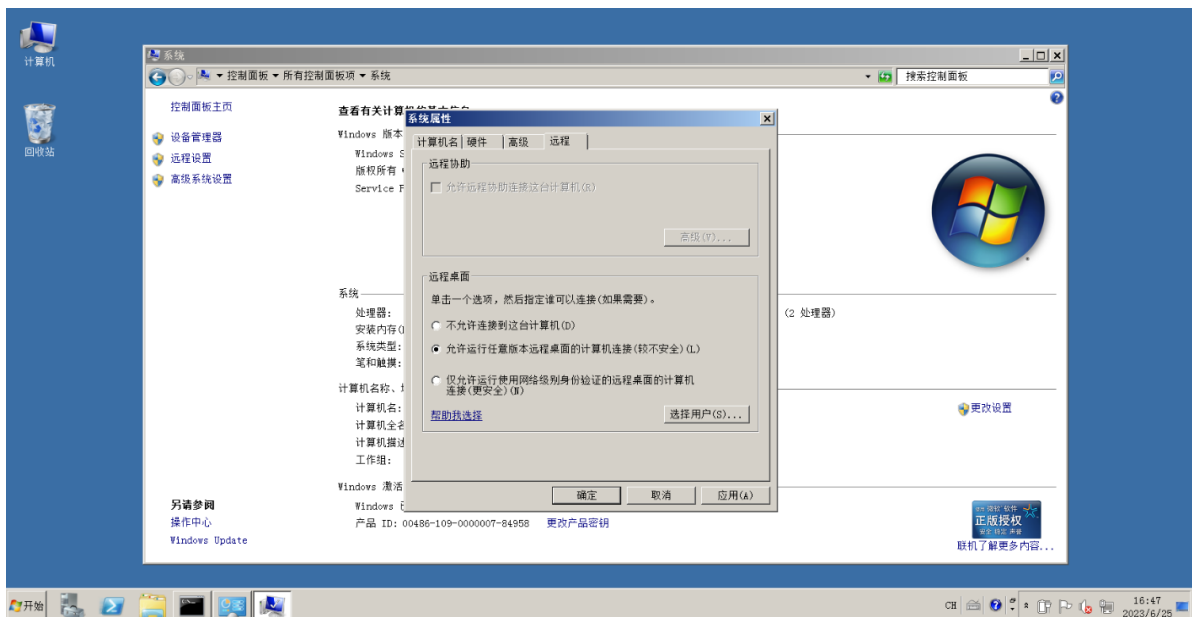 计算机
回收站
系统
控制面板 ▾ 所有控制面板项 ▾ 系统
搜索控制面板
控制面板主页
设备管理器
远程设置
高级系统设置
查看有关计算机的基本信息
Windows 版本
Windows S
版权所有
Service P
系统
处理器:
(2 处理器)
安装内存(
系统类型:
笔和触摸:
计算机名称、
计算机名:
更改设置
计算机全名
计算机描述
工作组:
Windows 激活
Windows
产品 ID: 00486-109-0000007-84958 更改产品密钥
另请参阅
操作中心
Windows Update
正版授权
联机了解更多内容...
系统属性
计算机名
硬件
高级
远程
远程协助
允许远程协助连接这台计算机(R)
高级(V)...
远程桌面
单击一个选项，然后指定谁可以连接(如果需要)。
不允许连接到这台计算机(D)
允许运行任意版本远程桌面的计算机连接(较不安全)(L)
仅允许运行使用网络级别身份验证的远程桌面的计算机
连接(更安全)(N)
帮助我选择
选择用户(S)...
确定
取消
应用(A)
开始
CH
16:47
2023/6/25